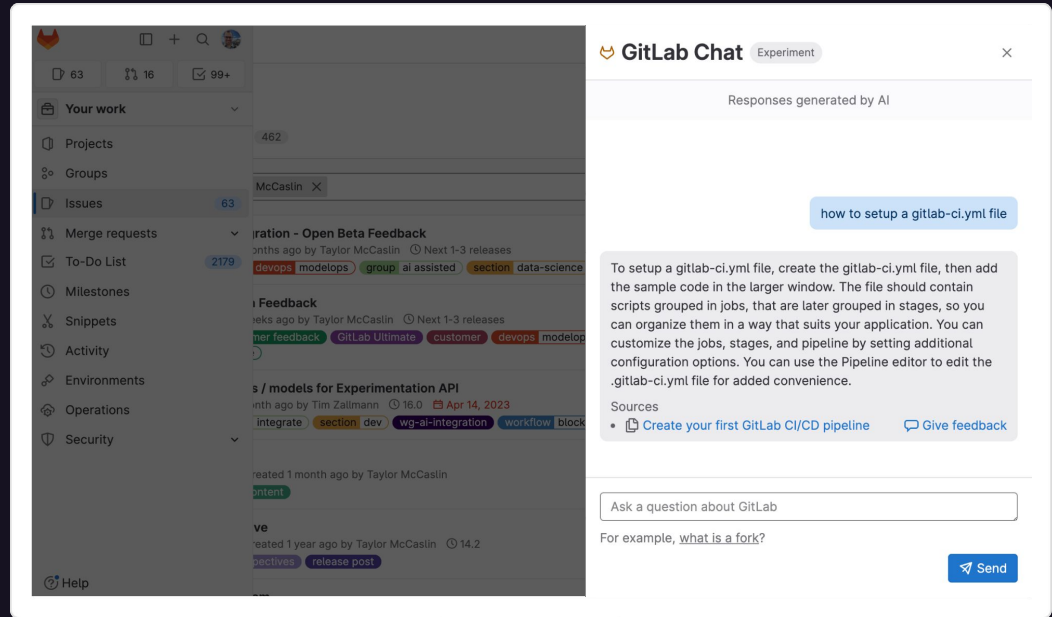 63
16
99+
Your work
Projects
Groups
Issues 63
Merge requests
To-Do List 2179
Milestones
Snippets
Activity
Environments
Operations
Security
Help
462
McCaslin
ration - Open Beta Feedback
onths ago by Taylor McCaslin Next 1-3 releases
devops modelops group ai assisted section data-science
Feedback
eeks ago by Taylor McCaslin Next 1-3 releases
mer feedback GitLab Ultimate customer devops modelop
s / models for Experimentation API
nth ago by Tim Zallmann 16.0 Apr 14, 2023
integrate section dev wg-ai-integration workflow block
reated 1 month ago by Taylor McCaslin
ontent
ve
reated 1 year ago by Taylor McCaslin 14.2
pectives release post
GitLab Chat Experiment
Responses generated by AI
how to setup a gitlab-ci.yml file
To setup a gitlab-ci.yml file, create the gitlab-ci.yml file, then add
the sample code in the larger window. The file should contain
scripts grouped in jobs, that are later grouped in stages, so you
can organize them in a way that suits your application. You can
customize the jobs, stages, and pipeline by setting additional
configuration options. You can use the Pipeline editor to edit the
.gitlab-ci.yml file for added convenience.
Sources
• Create your first GitLab CI/CD pipeline Give feedback
Ask a question about GitLab
For example, what is a fork?
Send